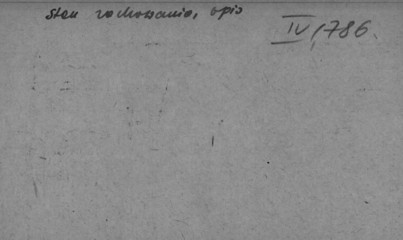 Stan zachowania, opis
IV/786.